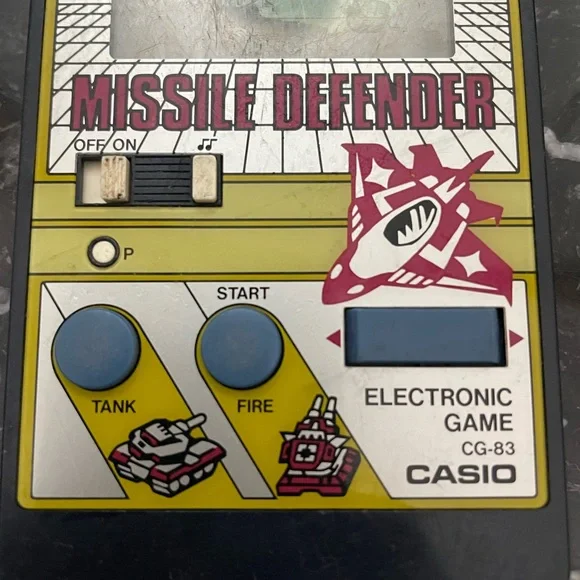 MISSILE DEFENDER
OFF ON ♫
P
START
TANK
FIRE
ELECTRONIC
GAME
CG-83
CASIO